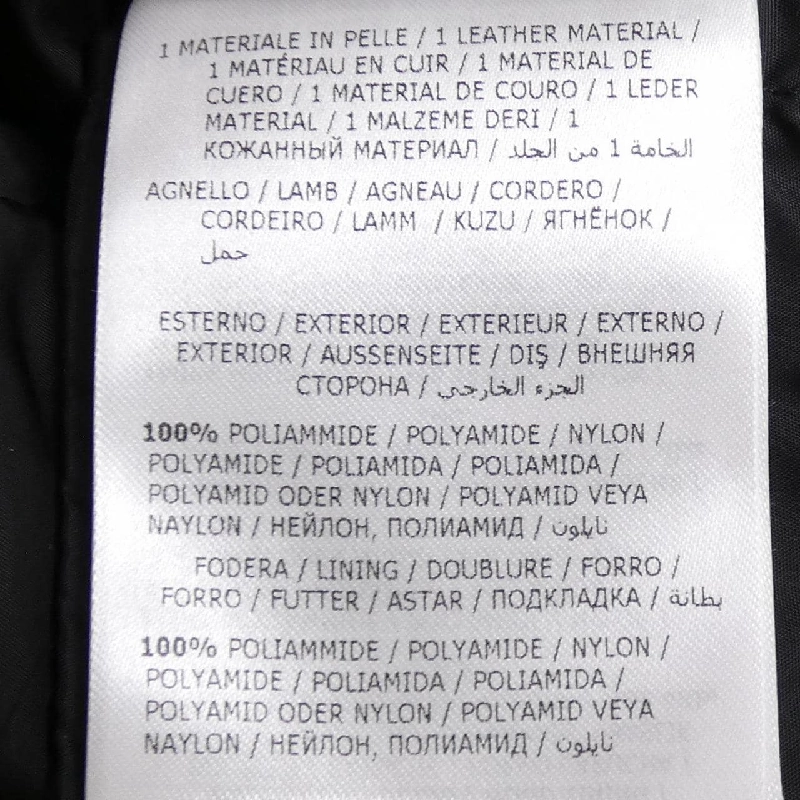 1 MATERIALE IN PELLE / 1 LEATHER MATERIAL /
1 MATÉRIAU EN CUIR / 1 MATERIAL DE
CUERO / 1 MATERIAL DE COURO / 1 LEDER
MATERIAL / 1 MALZEME DERI / 1
КОЖАННЫЙ МАТЕРИАЛ / الخامة 1 من الجلد
AGNELLO / LAMB / AGNEAU / CORDERO /
CORDEIRO / LAMM / KUZU / ЯГНЁНОК /
حمل
ESTERNO / EXTERIOR / EXTERIEUR / EXTERNO /
EXTERIOR / AUSSENSEITE / DIŞ / ВНЕШНЯЯ
СТОРОНА / الجزء الخارجي
100% POLIAMMIDE / POLYAMIDE / NYLON /
POLYAMIDE / POLIAMIDA / POLIAMIDA /
POLYAMID ODER NYLON / POLYAMID VEYA
NAYLON / НЕЙЛОН, ПОЛИАМИД / نايلون
FODERA / LINING / DOUBLURE / FORRO /
FORRO / FUTTER / ASTAR / ПОДКЛАДКА / بطانة
100% POLIAMMIDE / POLYAMIDE / NYLON /
POLYAMIDE / POLIAMIDA / POLIAMIDA /
POLYAMID ODER NYLON / POLYAMID VEYA
NAYLON / НЕЙЛОН, ПОЛИАМИД / نايلون